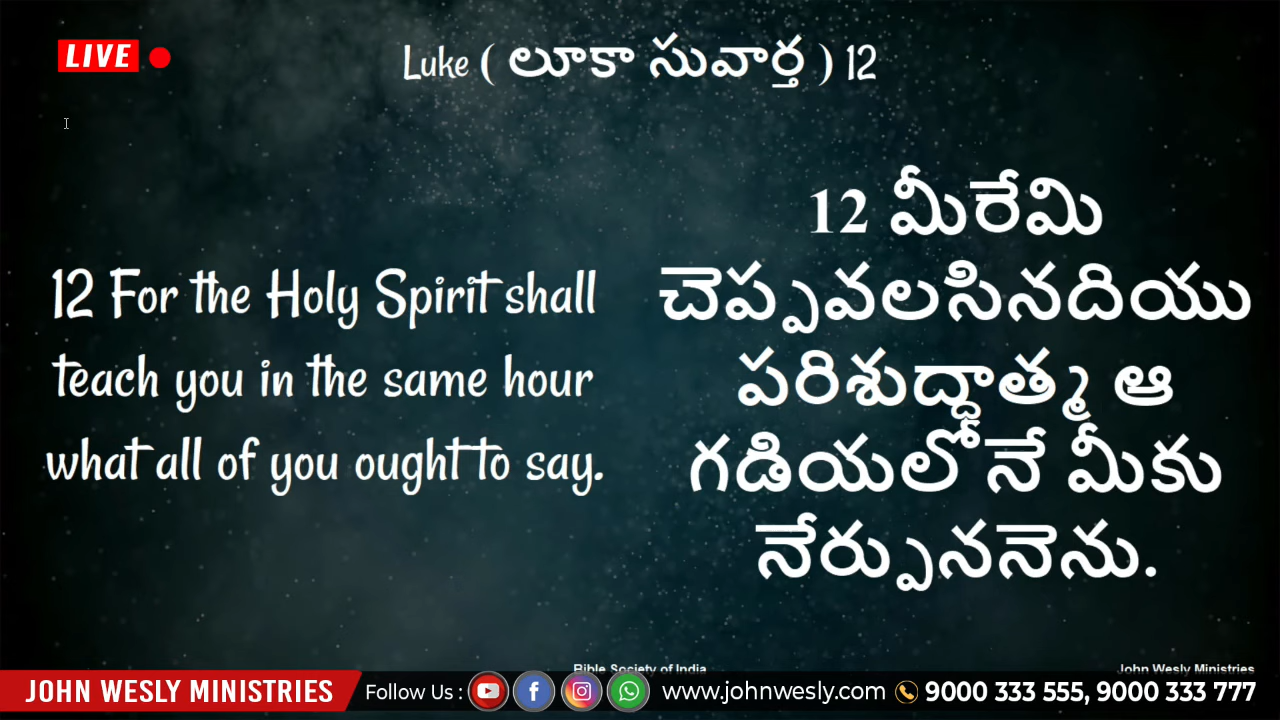 LIVE
Luke ( లూకా సువార్త ) 12
12 For the Holy Spirit shall
teach you in the same hour
what all of you ought to say.
12 మీరేమి
చెప్పవలసినదియు
పరిశుద్ధాత్మ ఆ
గడియలోనే మీకు
నేర్పుననెను.
Bible Society of India
John Wesly Ministries
JOHN WESLY MINISTRIES
Follow Us :
www.johnwesly.com
9000 333 555, 9000 333 777